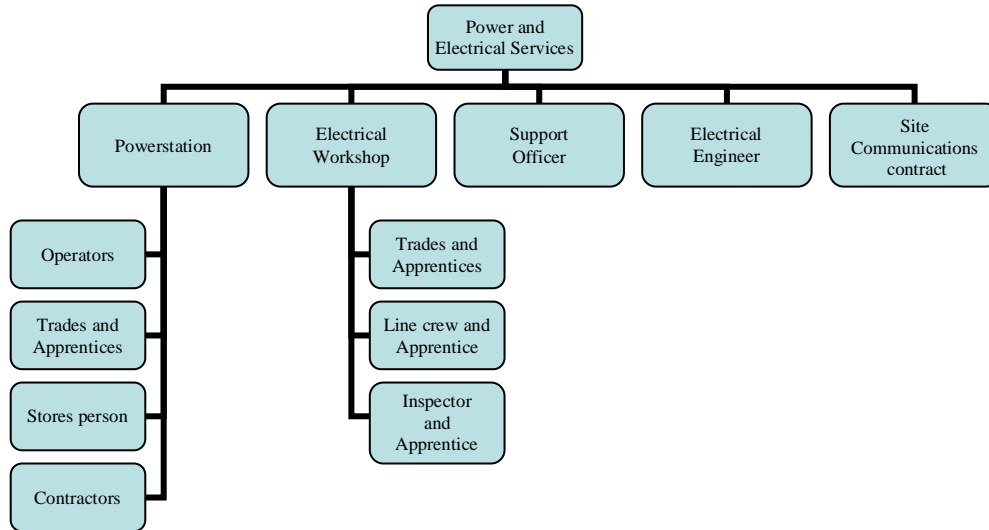 Power and
Electrical Services
Powerstation
Electrical
Workshop
Support
Officer
Electrical
Engineer
Site
Communications
contract
Operators
Trades and
Apprentices
Stores person
Contractors
Trades and
Apprentices
Line crew and
Apprentice
Inspector
and
Apprentice